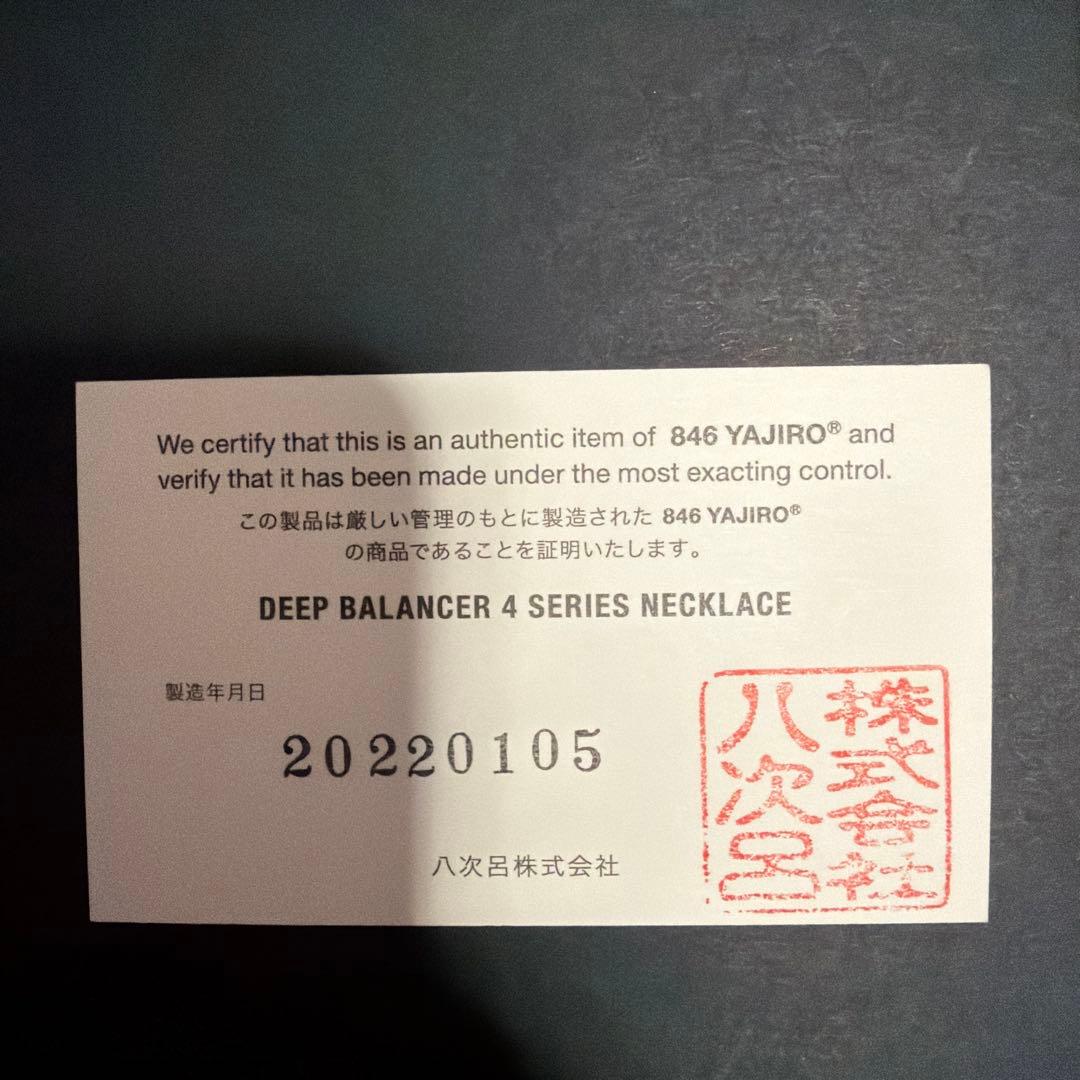 We certify that this is an authentic item of 846 YAJIRO® and
verify that it has been made under the most exacting control.
この製品は厳しい管理のもとに製造された 846 YAJIRO®
の商品であることを証明いたします。
DEEP BALANCER 4 SERIES NECKLACE
製造年月日
20220105
八次呂株式会社
株式会社
八次呂